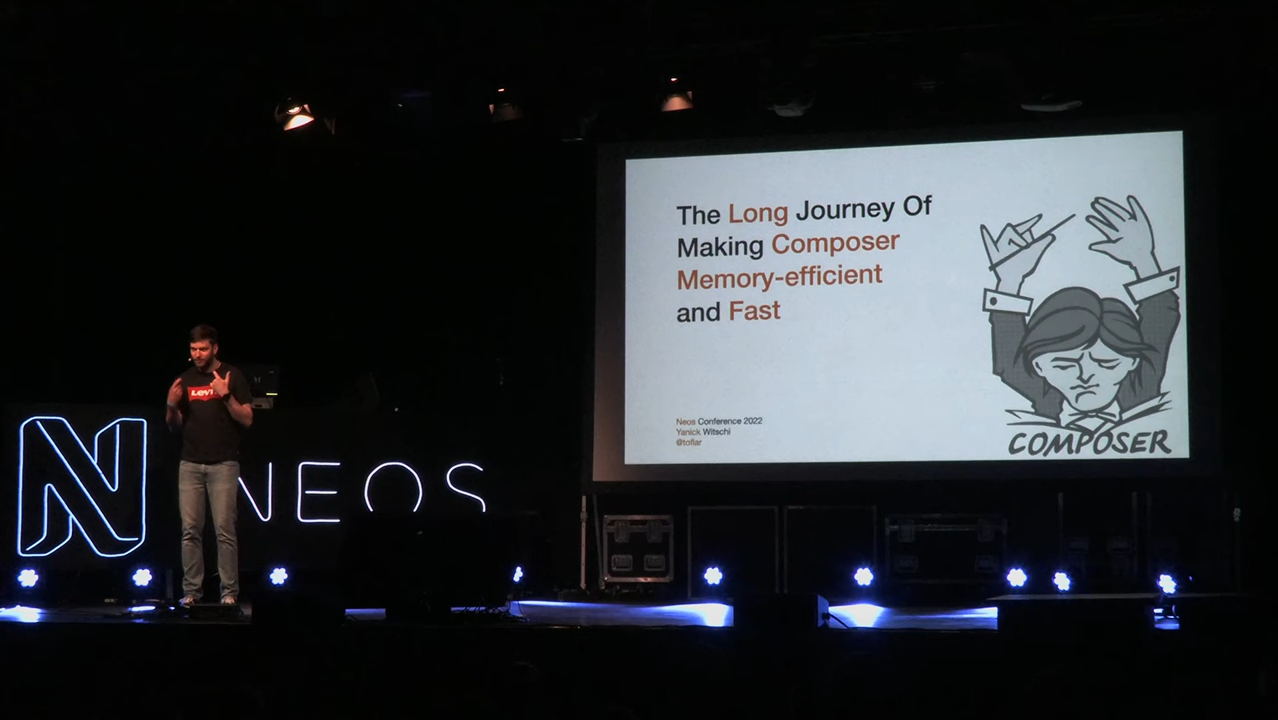 The Long Journey Of
Making Composer
Memory-efficient
and Fast
Neos Conference 2022
Yanick Witschi
@toflar
COMPOSER
Levi's
N NEOS